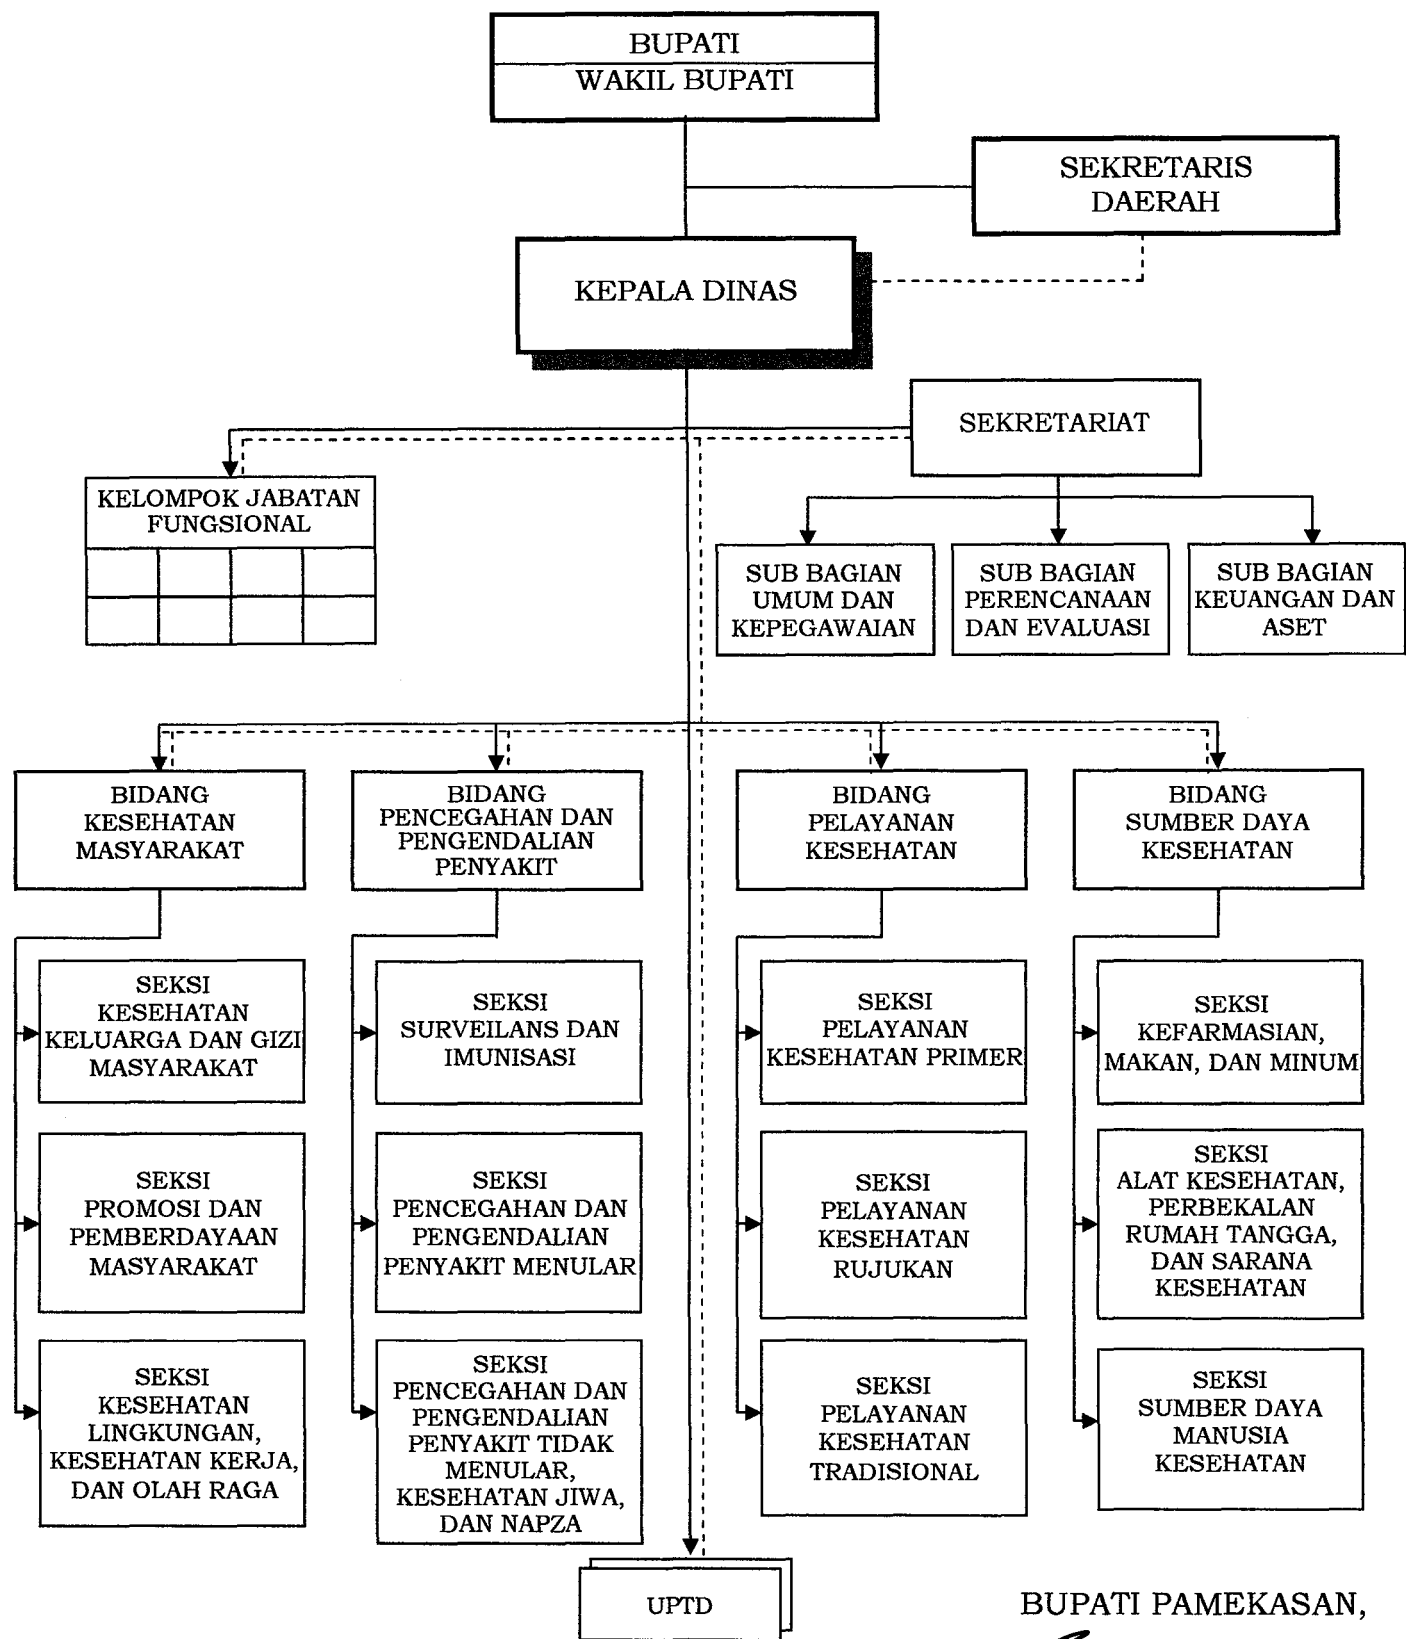 BUPATI
WAKIL BUPATI
SEKRETARIS
DAERAH
KEPALA DINAS
SEKRETARIAT
KELOMPOK JABATAN
FUNGSIONAL
SUB BAGIAN
UMUM DAN
KEPEGAWAIAN
SUB BAGIAN
PERENCANAAN
DAN EVALUASI
SUB BAGIAN
KEUANGAN DAN
ASET
BIDANG
KESEHATAN
MASYARAKAT
BIDANG
PENCEGAHAN DAN
PENGENDALIAN
PENYAKIT
BIDANG
PELAYANAN
KESEHATAN
BIDANG
SUMBER DAYA
KESEHATAN
SEKSI
KESEHATAN
KELUARGA DAN GIZI
MASYARAKAT
SEKSI
SURVEILANS DAN
IMUNISASI
SEKSI
PELAYANAN
KESEHATAN PRIMER
SEKSI
KEFARMASIAN,
MAKAN, DAN MINUM
SEKSI
PROMOSI DAN
PEMBERDAYAAN
MASYARAKAT
SEKSI
PENCEGAHAN DAN
PENGENDALIAN
PENYAKIT MENULAR
SEKSI
PELAYANAN
KESEHATAN
RUJUKAN
SEKSI
ALAT KESEHATAN,
PERBEKALAN
RUMAH TANGGA,
DAN SARANA
KESEHATAN
SEKSI
KESEHATAN
LINGKUNGAN,
KESEHATAN KERJA,
DAN OLAH RAGA
SEKSI
PENCEGAHAN DAN
PENGENDALIAN
PENYAKIT TIDAK
MENULAR,
KESEHATAN JIWA,
DAN NAPZA
SEKSI
PELAYANAN
KESEHATAN
TRADISIONAL
SEKSI
SUMBER DAYA
MANUSIA
KESEHATAN
UPTD
BUPATI PAMEKASAN,